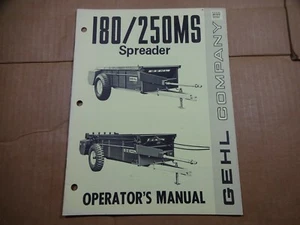 180/250MS
Spreader
OPERATOR'S MANUAL
GEHL COMPANY